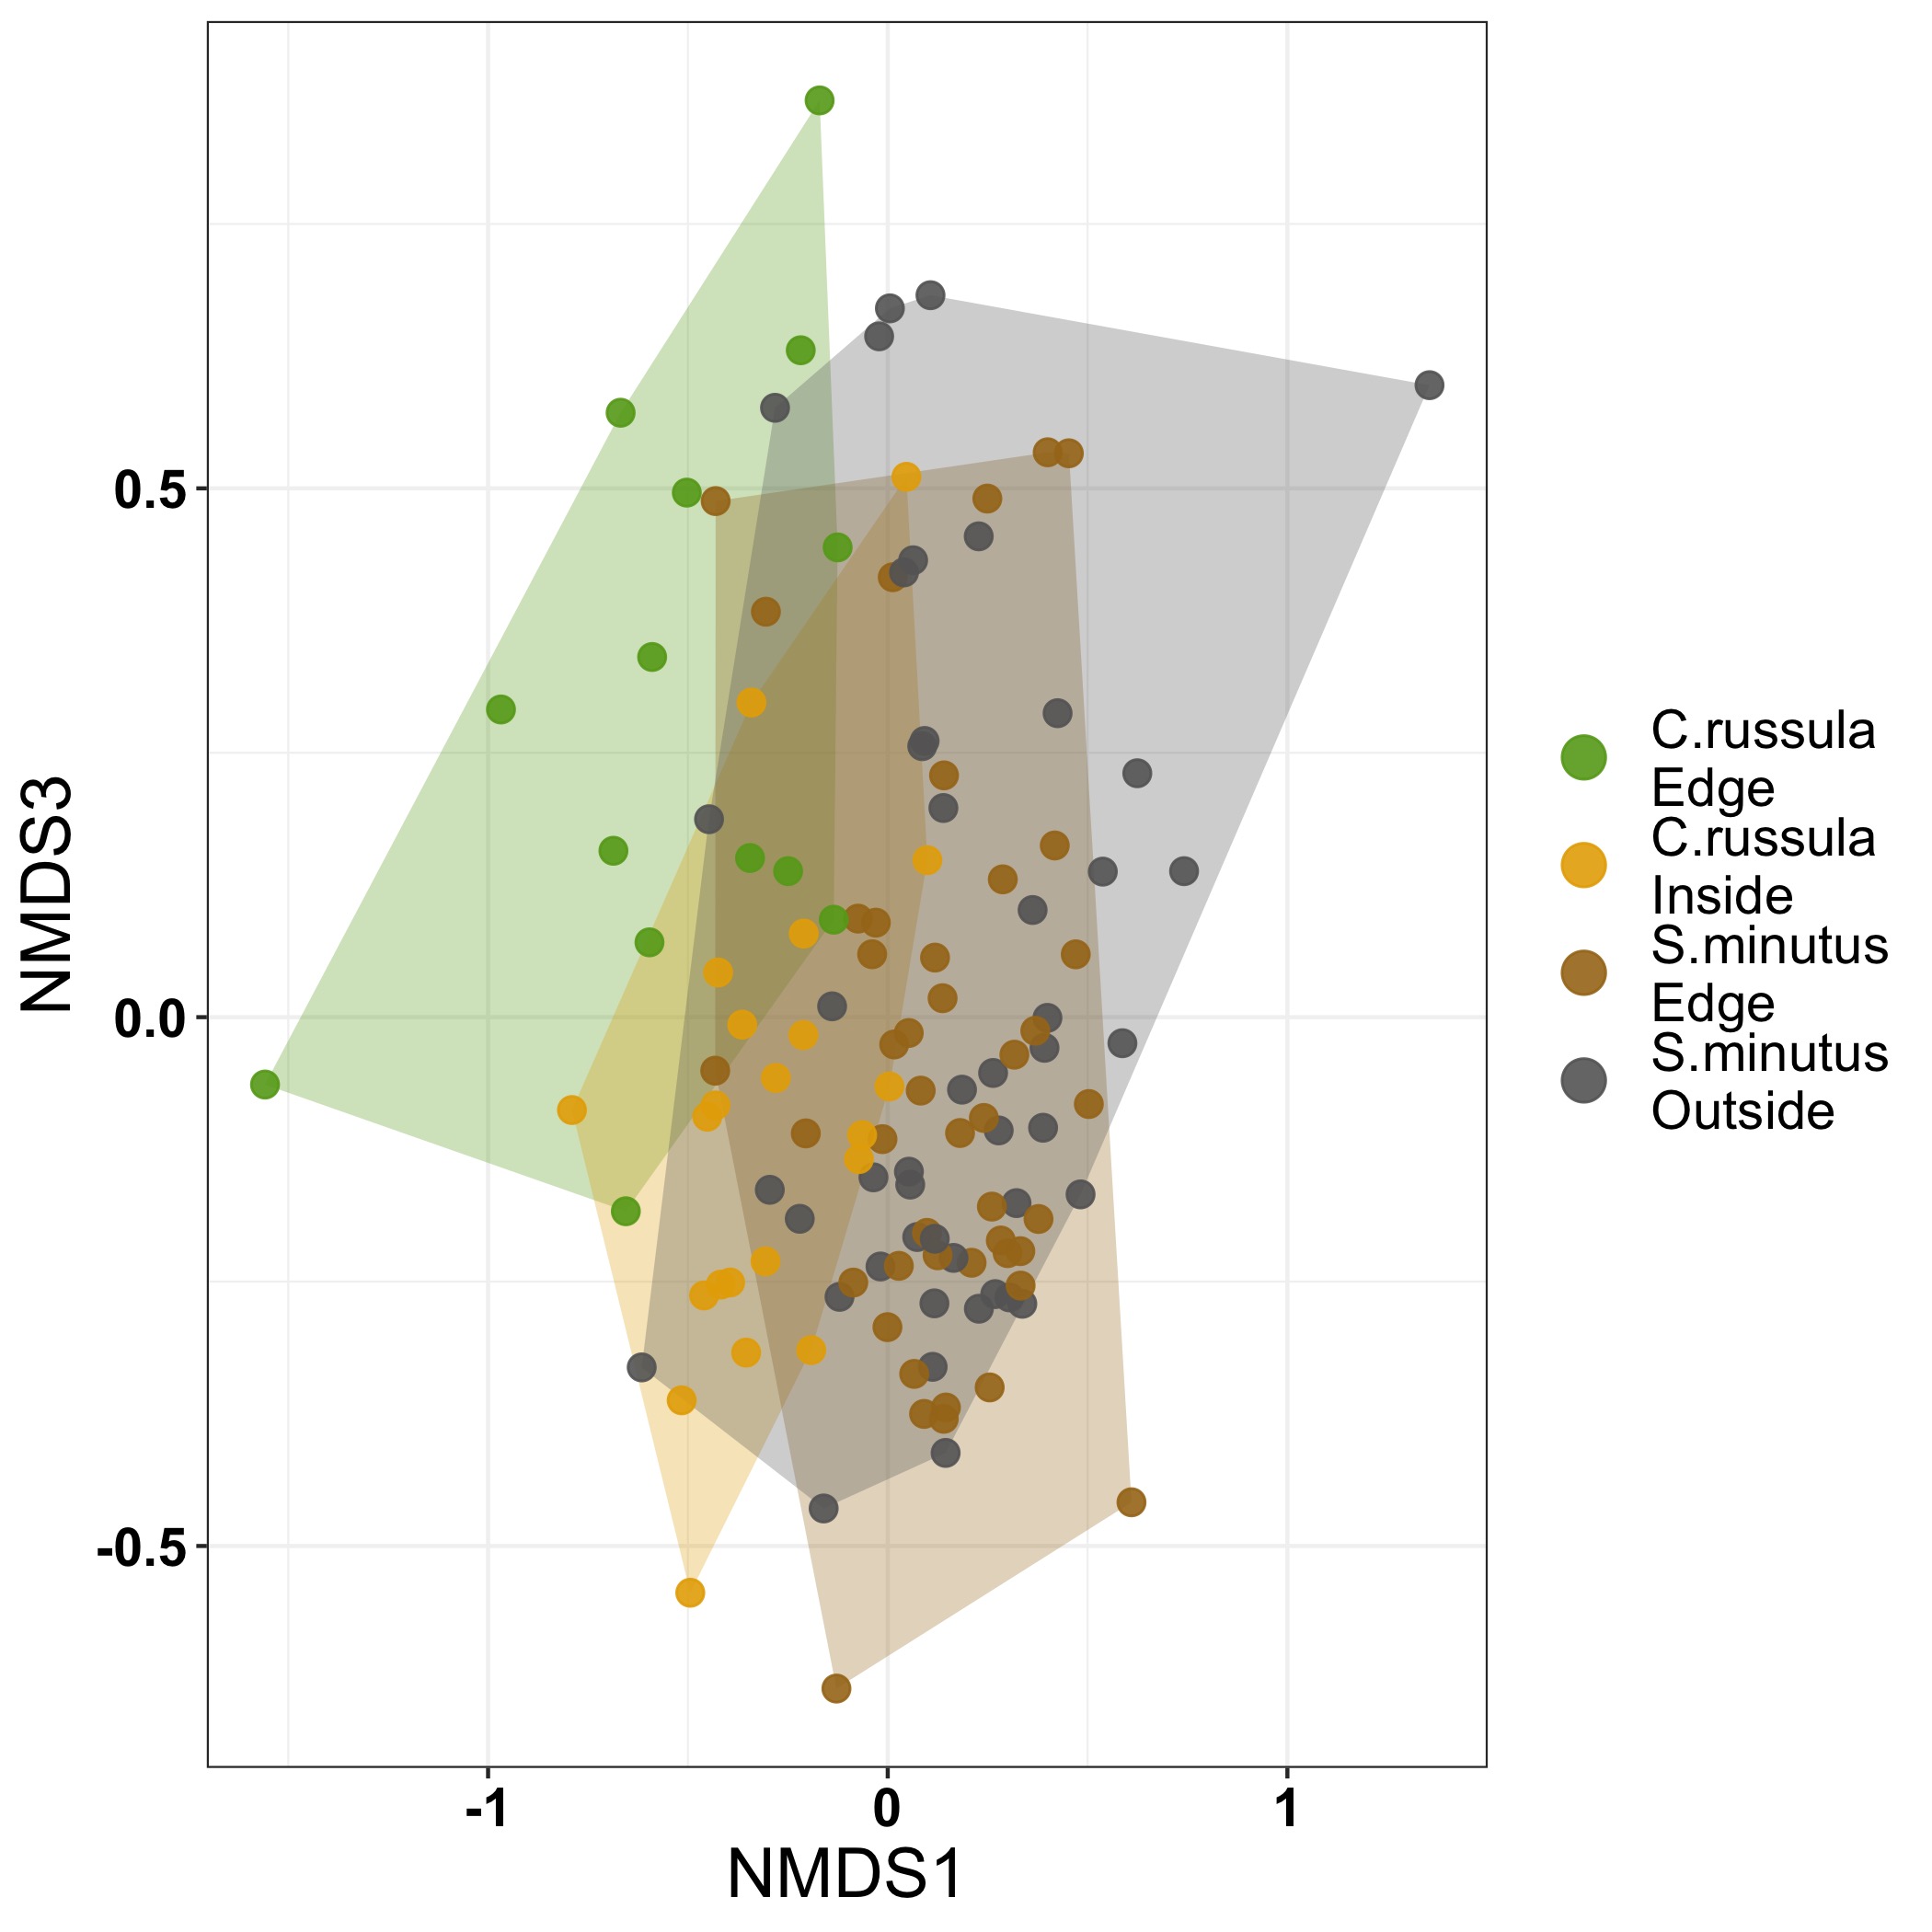 NMDS3
0.5
0.0
-0.5
-1
0
1
NMDS1
C.russula
Edge
C.russula
Inside
S.minutus
Edge
S.minutus
Outside